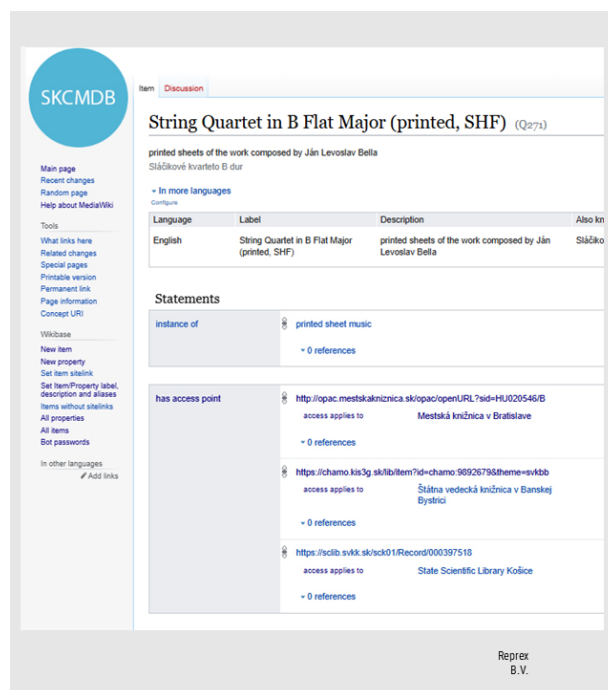 SKCMDB
Item Discussion
String Quartet in B Flat Major (printed, SHF) (Q271)
printed sheets of the work composed by Ján Levoslav Bella
Sláčikové kvarteto B dur
In more languages
Configure
Language Label Description Also kn
English String Quartet in B Flat Major printed sheets of the work composed by Ján Sláčiko
(printed, SHF) Levoslav Bella
Main page
Recent changes
Random page
Help about MediaWiki
Tools
What links here
Related changes
Special pages
Printable version
Permanent link
Page information
Concept URI
Wikibase
New item
New property
Set item sitelink
Set Item/Property label,
description and aliases
Items without sitelinks
All properties
All items
Bot passwords
In other languages
Add links
Statements
instance of printed sheet music
0 references
has access point http://opac.mestskakniznica.sk/opac/openURL?sid=HU020546/B
access applies to Mestská knižnica v Bratislave
0 references
https://chamo.kis3g.sk/lib/item?id=chamo:9892679&theme=svkbb
access applies to Štátna vedecká knižnica v Banskej
Bystrici
0 references
https://sclib.svkk.sk/sck01/Record/000397518
access applies to State Scientific Library Košice
0 references
Reprex
B.V.